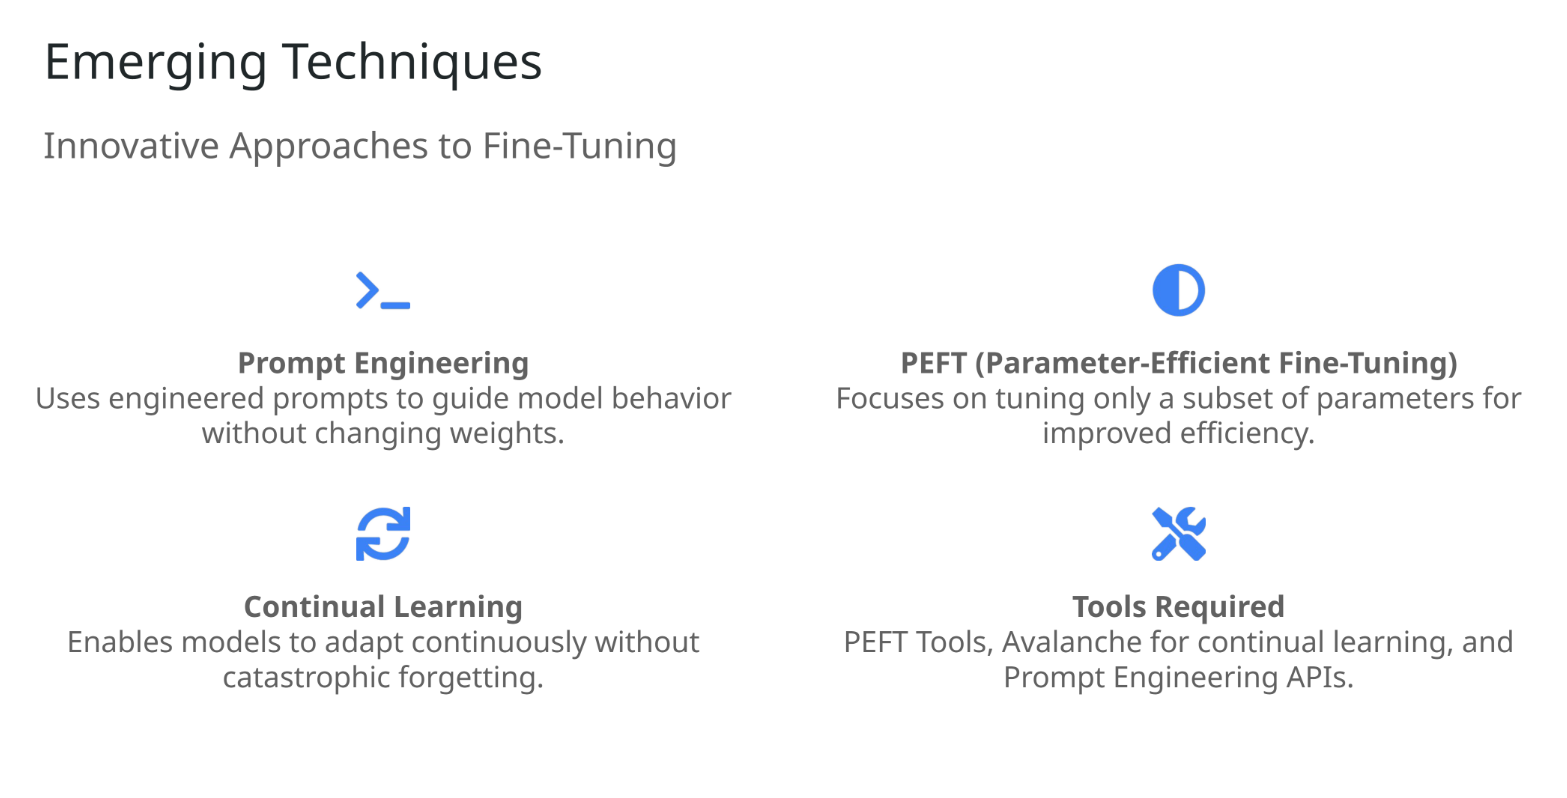 Emerging Techniques
Innovative Approaches to Fine-Tuning
Prompt Engineering
Uses engineered prompts to guide model behavior
without changing weights.
PEFT (Parameter-Efficient Fine-Tuning)
Focuses on tuning only a subset of parameters for
improved efficiency.
Continual Learning
Enables models to adapt continuously without
catastrophic forgetting.
Tools Required
PEFT Tools, Avalanche for continual learning, and
Prompt Engineering APIs.